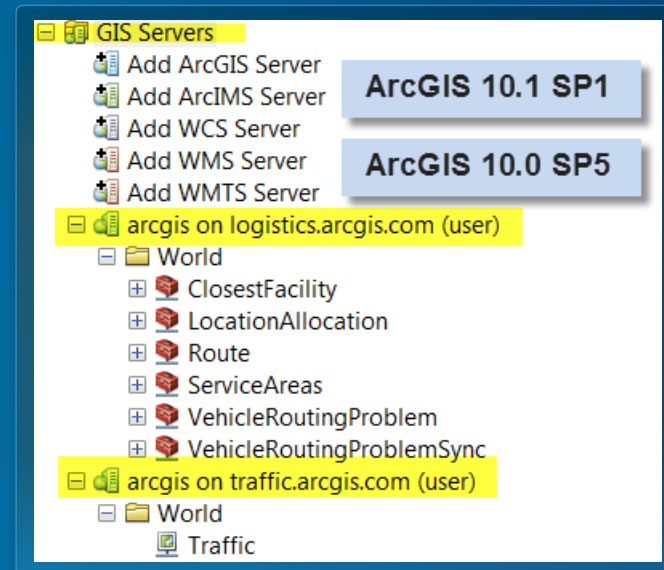 GIS Servers
Add ArcGIS Server
Add ArcIMS Server
Add WCS Server
Add WMS Server
Add WMTS Server
ArcGIS 10.1 SP1
ArcGIS 10.0 SP5
arcgis on logistics.arcgis.com (user)
World
ClosestFacility
LocationAllocation
Route
ServiceAreas
VehicleRoutingProblem
VehicleRoutingProblemSync
arcgis on traffic.arcgis.com (user)
World
Traffic